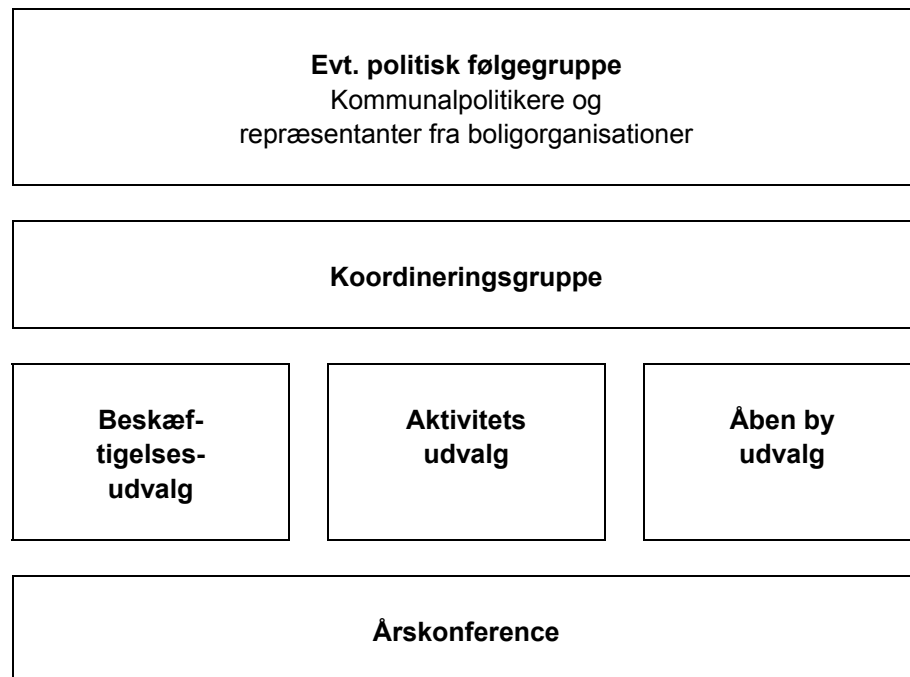 Evt. politisk følgegruppe
Kommunalpolitikere og
repræsentanter fra boligorganisationer
Koordineringsgruppe
Beskæf-
tigelses-
udvalg
Aktivitets
udvalg
Åben by
udvalg
Årskonference